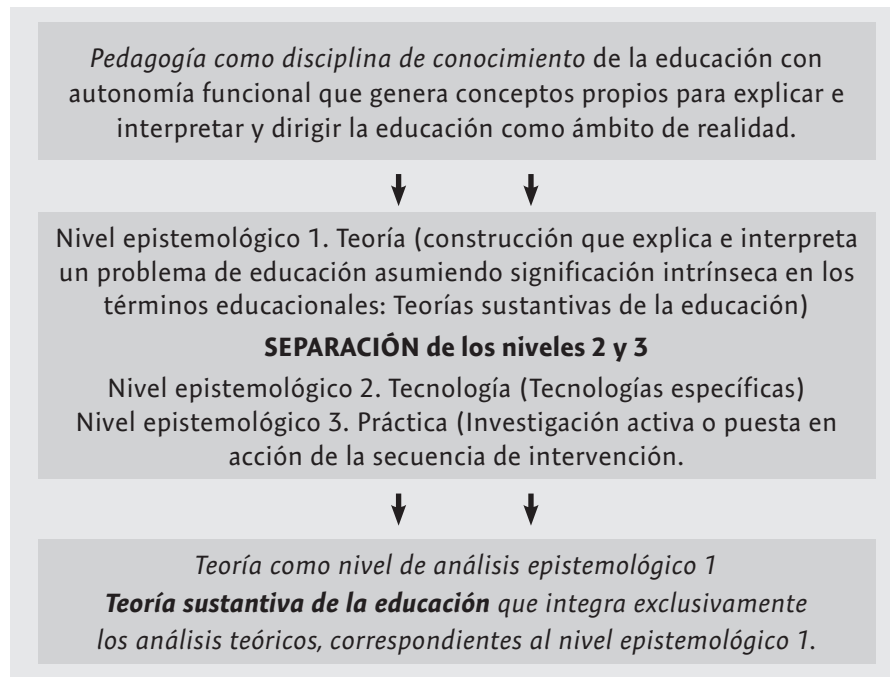 Pedagogía como disciplina de conocimiento de la educación con
autonomía funcional que genera conceptos propios para explicar e
interpretar y dirigir la educación como ámbito de realidad.
Nivel epistemológico 1. Teoría (construcción que explica e interpreta
un problema de educación asumiendo significación intrínseca en los
términos educacionales: Teorías sustantivas de la educación)
SEPARACIÓN de los niveles 2 y 3
Nivel epistemológico 2. Tecnología (Tecnologías específicas)
Nivel epistemológico 3. Práctica (Investigación activa o puesta en
acción de la secuencia de intervención.
Teoría como nivel de análisis epistemológico 1
Teoría sustantiva de la educación que integra exclusivamente
los análisis teóricos, correspondientes al nivel epistemológico 1.